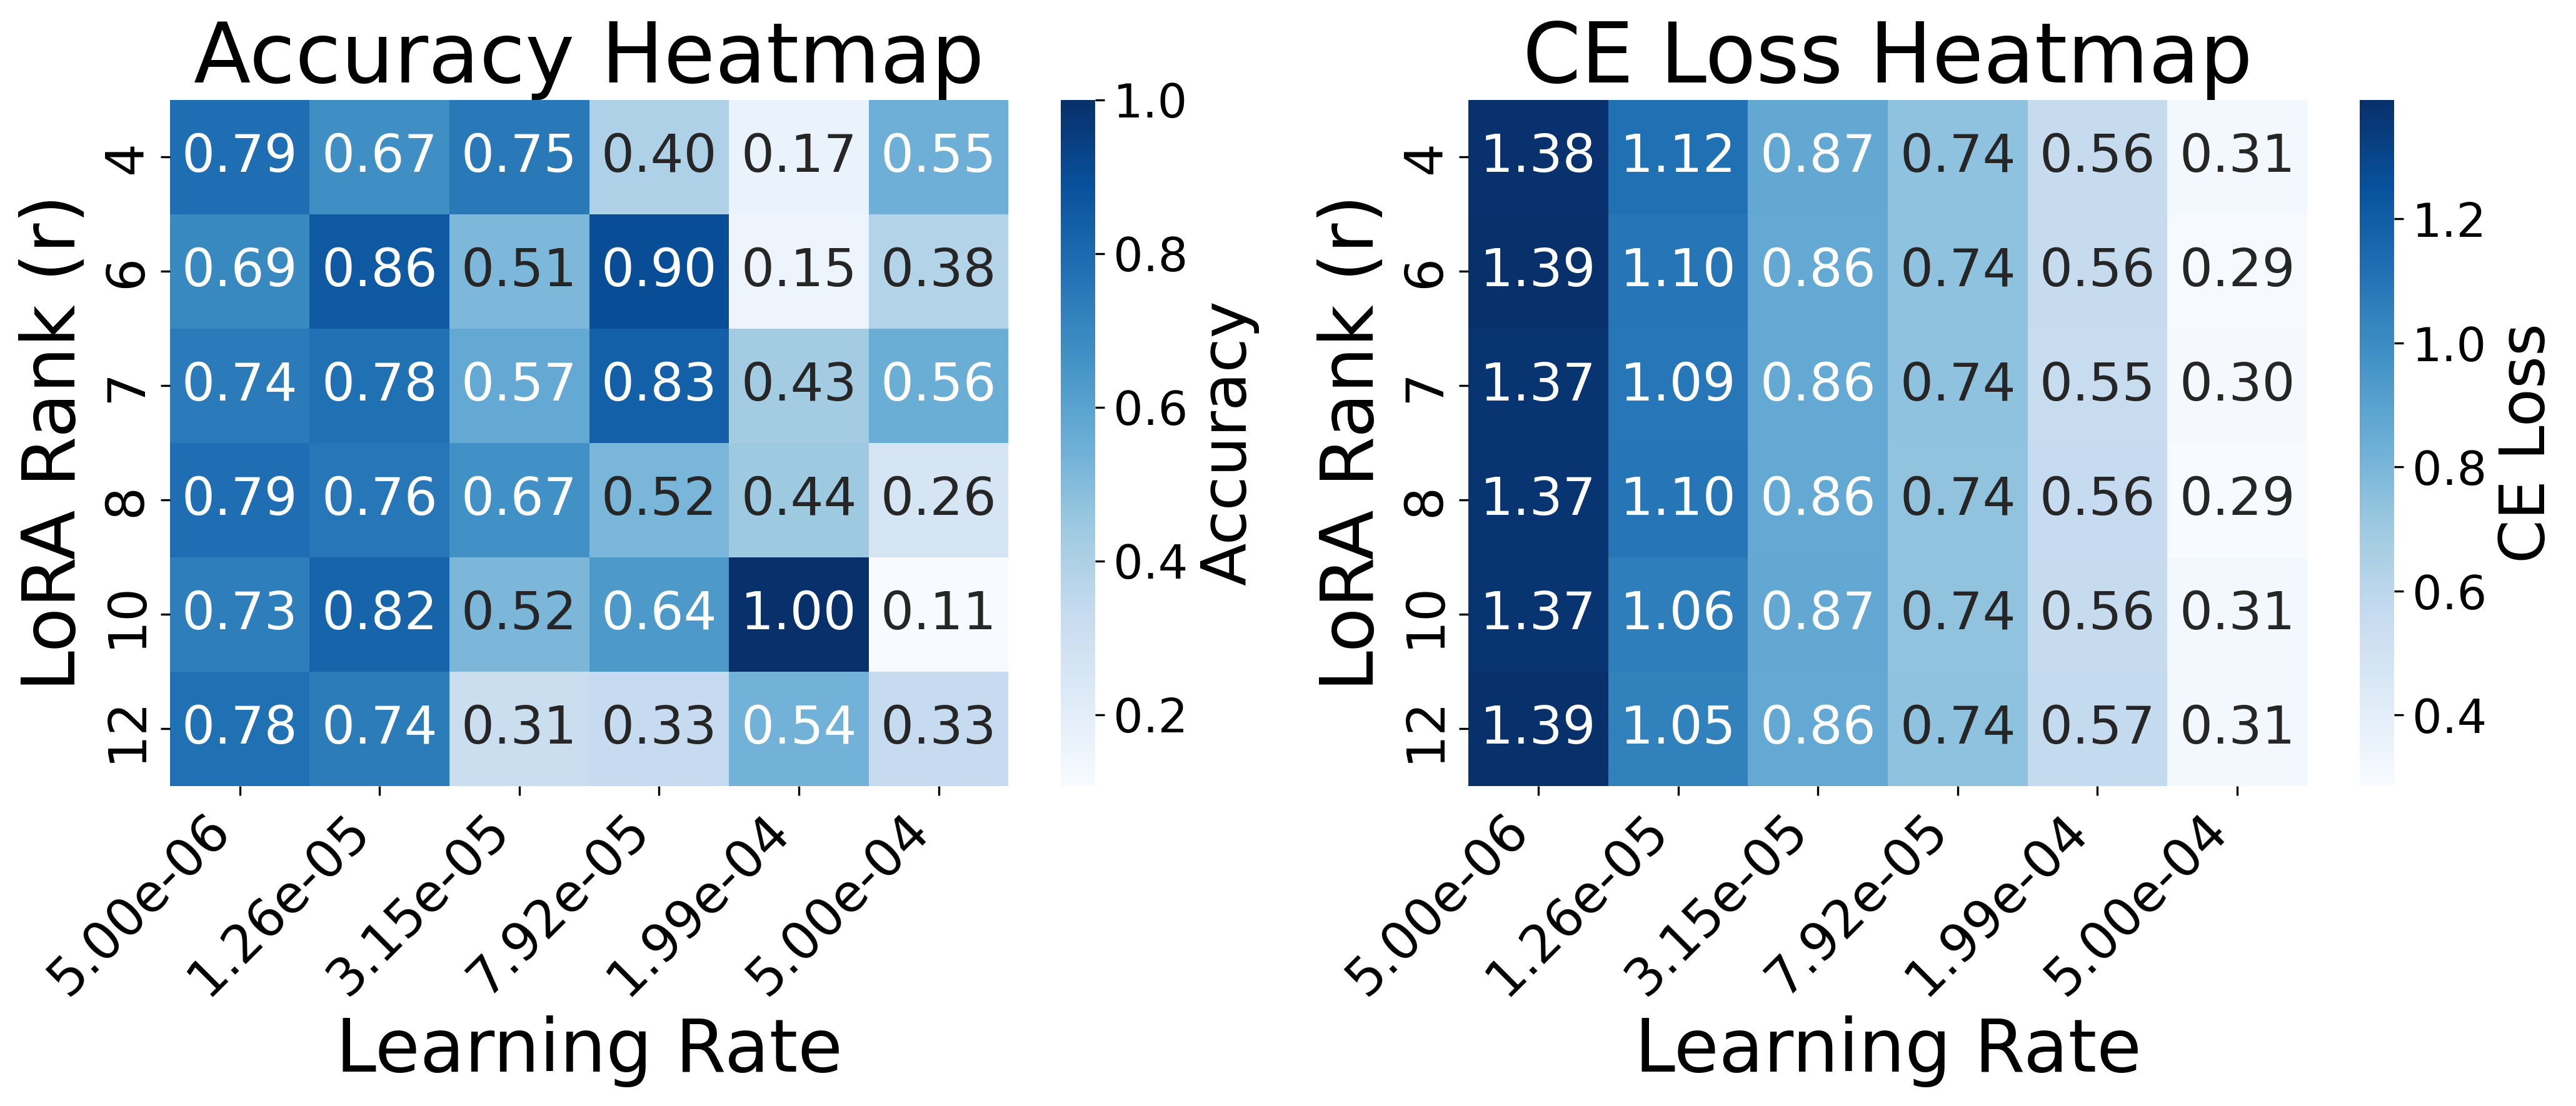 Accuracy Heatmap
LoRA Rank (r)
4
0.79 0.67 0.75 0.40 0.17 0.55
6
0.69 0.86 0.51 0.90 0.15 0.38
7
0.74 0.78 0.57 0.83 0.43 0.56
8
0.79 0.76 0.67 0.52 0.44 0.26
10
0.73 0.82 0.52 0.64 1.00 0.11
12
0.78 0.74 0.31 0.33 0.54 0.33
5.00e-06
1.26e-05
3.15e-05
7.92e-05
1.99e-04
5.00e-04
Learning Rate
1.0
0.8
0.6
0.4
0.2
Accuracy
CE Loss Heatmap
LoRA Rank (r)
4
1.38 1.12 0.87 0.74 0.56 0.31
6
1.39 1.10 0.86 0.74 0.56 0.29
7
1.37 1.09 0.86 0.74 0.55 0.30
8
1.37 1.10 0.86 0.74 0.56 0.29
10
1.37 1.06 0.87 0.74 0.56 0.31
12
1.39 1.05 0.86 0.74 0.57 0.31
5.00e-06
1.26e-05
3.15e-05
7.92e-05
1.99e-04
5.00e-04
Learning Rate
1.2
1.0
0.8
0.6
0.4
CE Loss